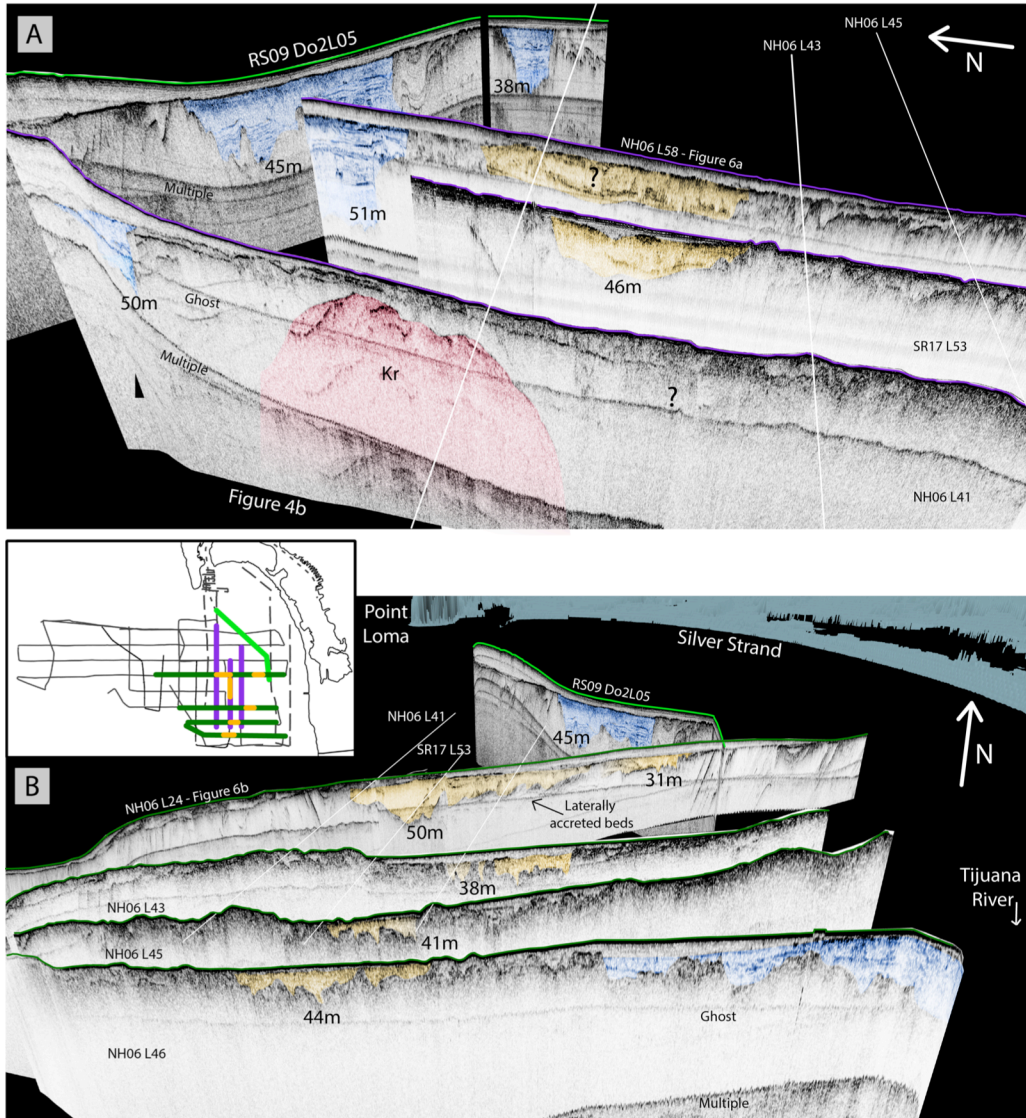 A
RS09 Do2L05
NH06 L45
NH06 L43
N
38m
NH06 L58 - Figure 6a
?
45m
Multiple
51m
46m
50m
Ghost
SR17 L53
Multiple
Kr
?
Figure 4b
NH06 L41
Point
Loma
Silver Strand
RS09 Do2L05
NH06 L41
N
SR17 L53
45m
B
NH06 L24 - Figure 6b
31m
50m
Laterally
accreted beds
38m
Tijuana
River
NH06 L43
41m
NH06 L45
44m
Ghost
NH06 L46
Multiple